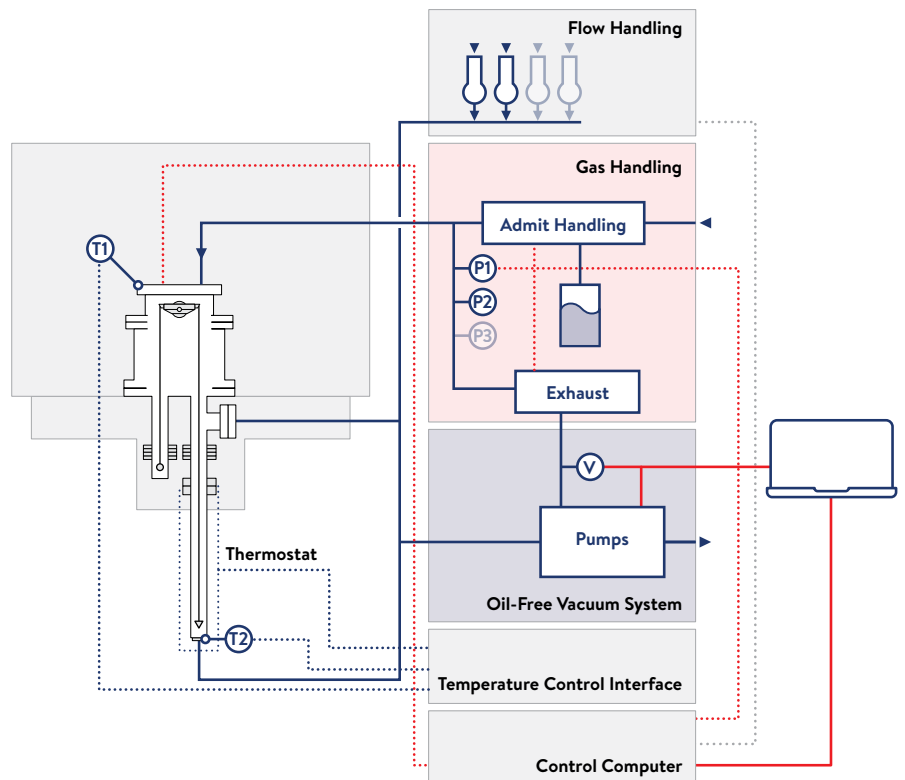 Flow Handling
Gas Handling
Admit Handling
T1
P1
P2
P3
Exhaust
V
Thermostat
Pumps
Oil-Free Vacuum System
T2
Temperature Control Interface
Control Computer